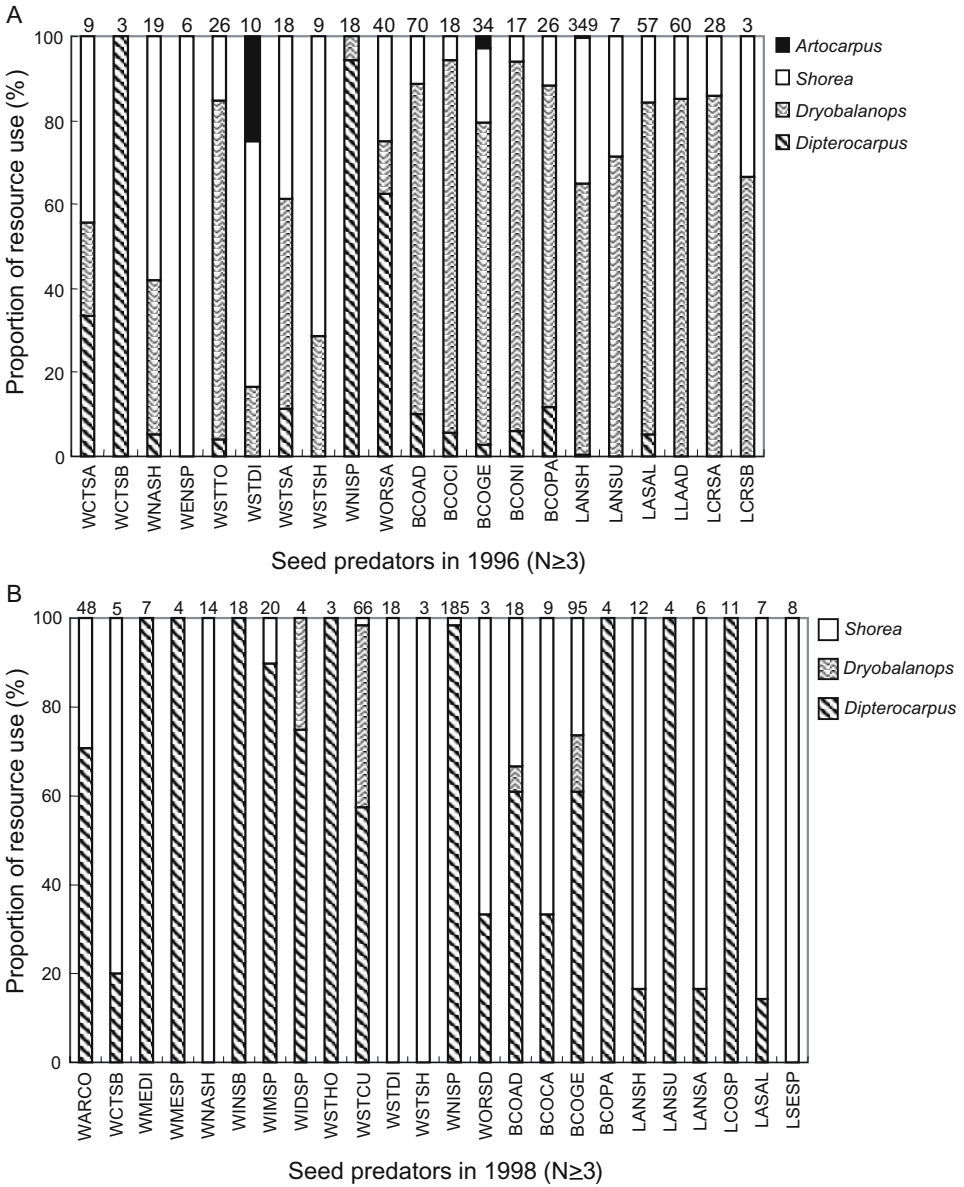 A
9 3 19 6 26 10 18 9 18 40 18 18 34 17 26 349 7 57 60 28 3
100
80
60
40
20
0
Proportion of resource use (%)
Artocarpus
Shorea
Dryobalanops
Dipterocarpus
WCTSA WCTSB WNASH WENSP WSTTO WSTDI WSTSA WSTSH WNISP WORSA BCOAD BCOCI BCOGE BCONI BCOPA LANSH LANSU LASAL LLAAD LCRSA LCRSB
Seed predators in 1996 (N≥3)
B
48 5 7 4 14 18 20 4 3 66 18 3 185 3 18 9 95 4 12 4 6 11 7 8
100
80
60
40
20
0
Proportion of resource use (%)
Shorea
Dryobalanops
Dipterocarpus
WARCO WCTSB WMEDI WMESP WNASH WINSB WIMSP WIDSP WSTHO WSTCU WSTDI WSTSH WNISP WORSD BCOAD BCOCA BCOGE BCOPA LANSH LANSU LANSA LCOSP LASAL LSESP
Seed predators in 1998 (N≥3)